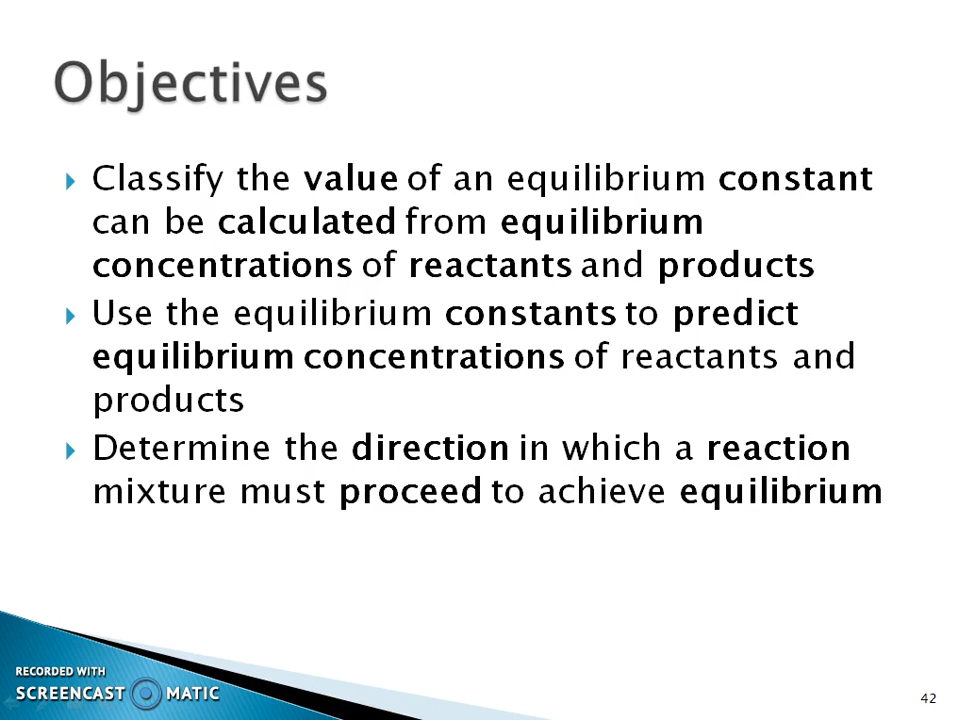 Objectives
Classify the value of an equilibrium constant
can be calculated from equilibrium
concentrations of reactants and products
Use the equilibrium constants to predict
equilibrium concentrations of reactants and
products
Determine the direction in which a reaction
mixture must proceed to achieve equilibrium
RECORDED WITH
SCREENCAST MATIC
42